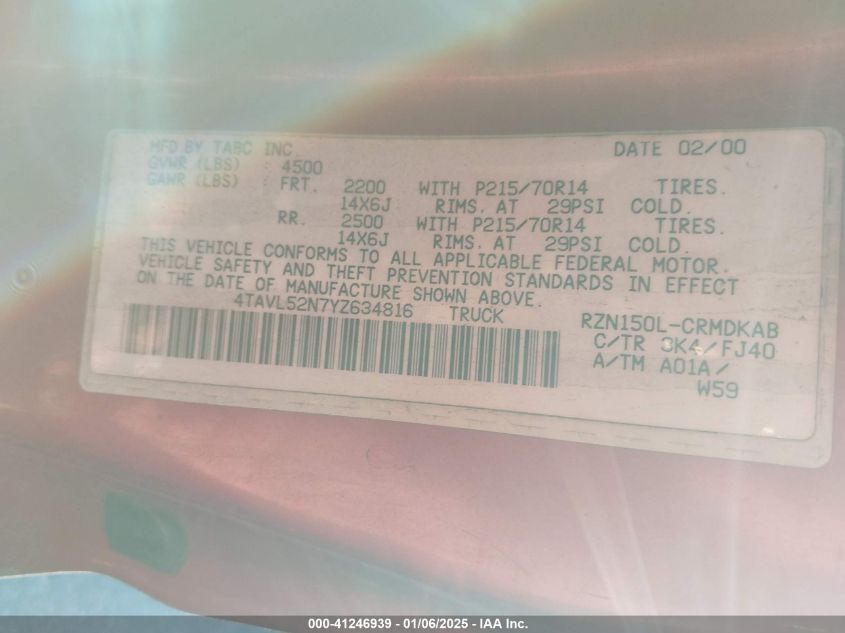 MFD BY TABC INC. DATE 02/00
GVWR (LBS) : 4500
GAWR (LBS) FRT. 2200 WITH P215/70R14 TIRES.
14X6J RIMS. AT 29PSI COLD.
RR. 2500 WITH P215/70R14 TIRES.
14X6J RIMS. AT 29PSI COLD.
THIS VEHICLE CONFORMS TO ALL APPLICABLE FEDERAL MOTOR.
VEHICLE SAFETY AND THEFT PREVENTION STANDARDS IN EFFECT
ON THE DATE OF MANUFACTURE SHOWN ABOVE.
4TAVL52N7YZ634816 TRUCK RZN150L-CRMDKAB
C/TR 3K4/FJ40
A/TM A01A/
W59
000-41246939 - 01/06/2025 - IAA Inc.